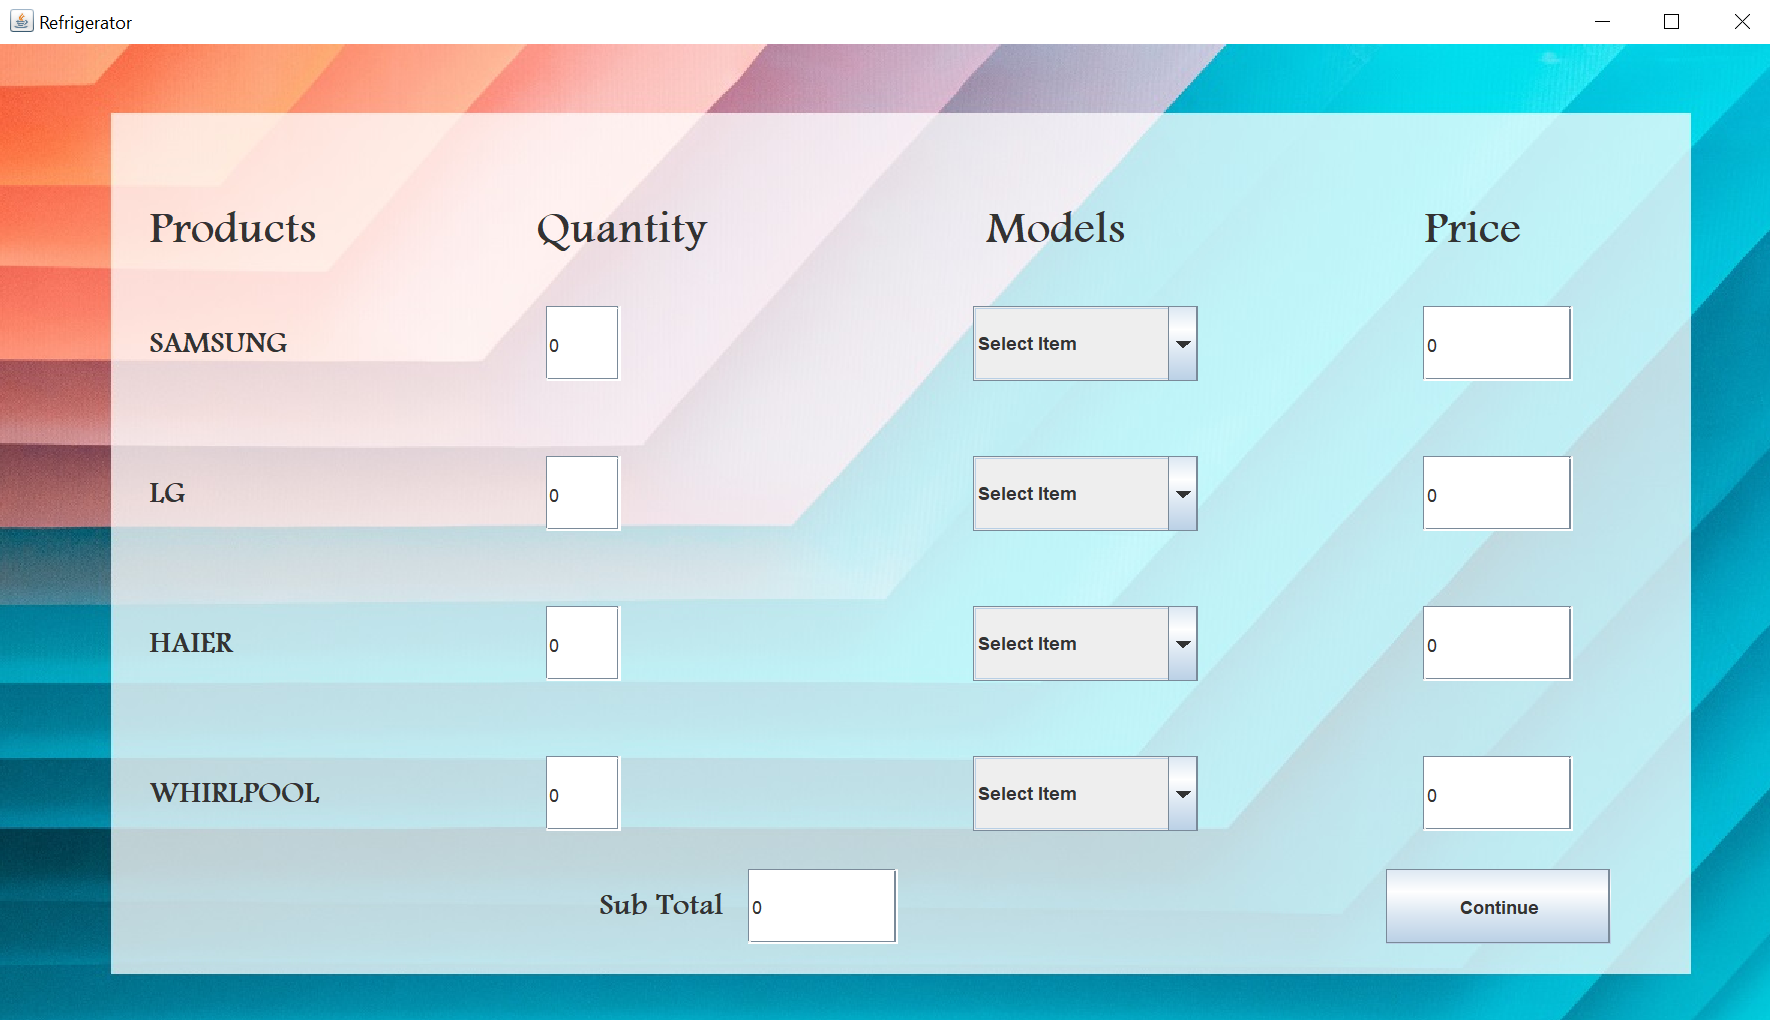 Refrigerator
Products Quantity Models Price
SAMSUNG 0 Select Item 0
LG 0 Select Item 0
HAIER 0 Select Item 0
WHIRLPOOL 0 Select Item 0
Sub Total 0 Continue